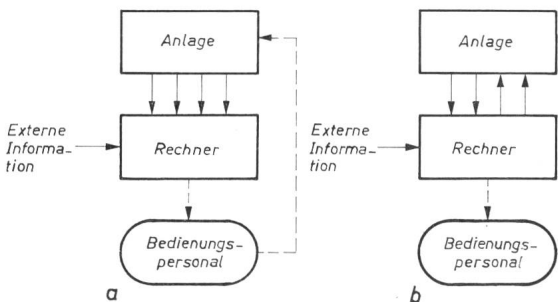 Anlage
Externe
Informa-
tion
Rechner
Bedienungs-
personal
a
Anlage
Externe
Informa-
tion
Rechner
Bedienungs-
personal
b